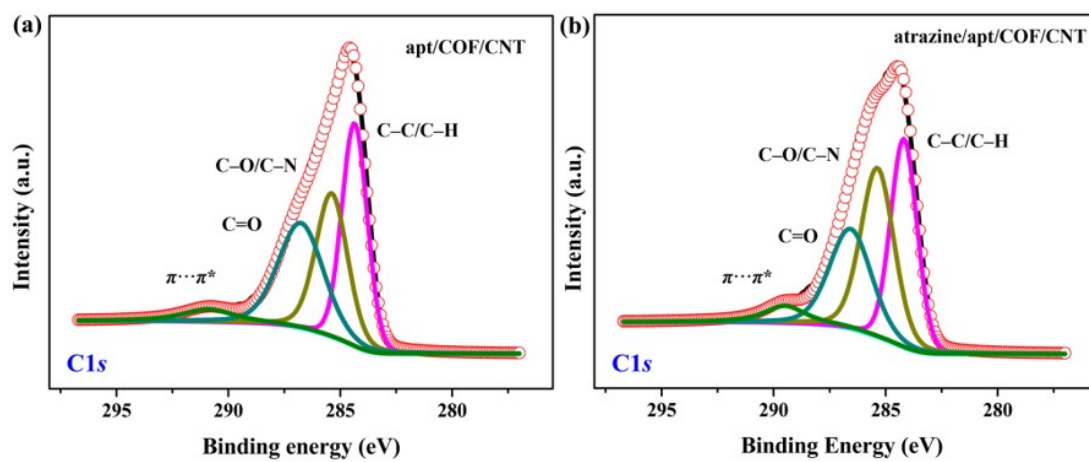 (a)
apt/COF/CNT
C–C/C–H
C–O/C–N
C=O
π···π*
C1s
Intensity (a.u.)
295 290 285 280
Binding energy (eV)
(b)
atrazine/apt/COF/CNT
C–C/C–H
C–O/C–N
C=O
π···π*
C1s
Intensity (a.u.)
295 290 285 280
Binding Energy (eV)